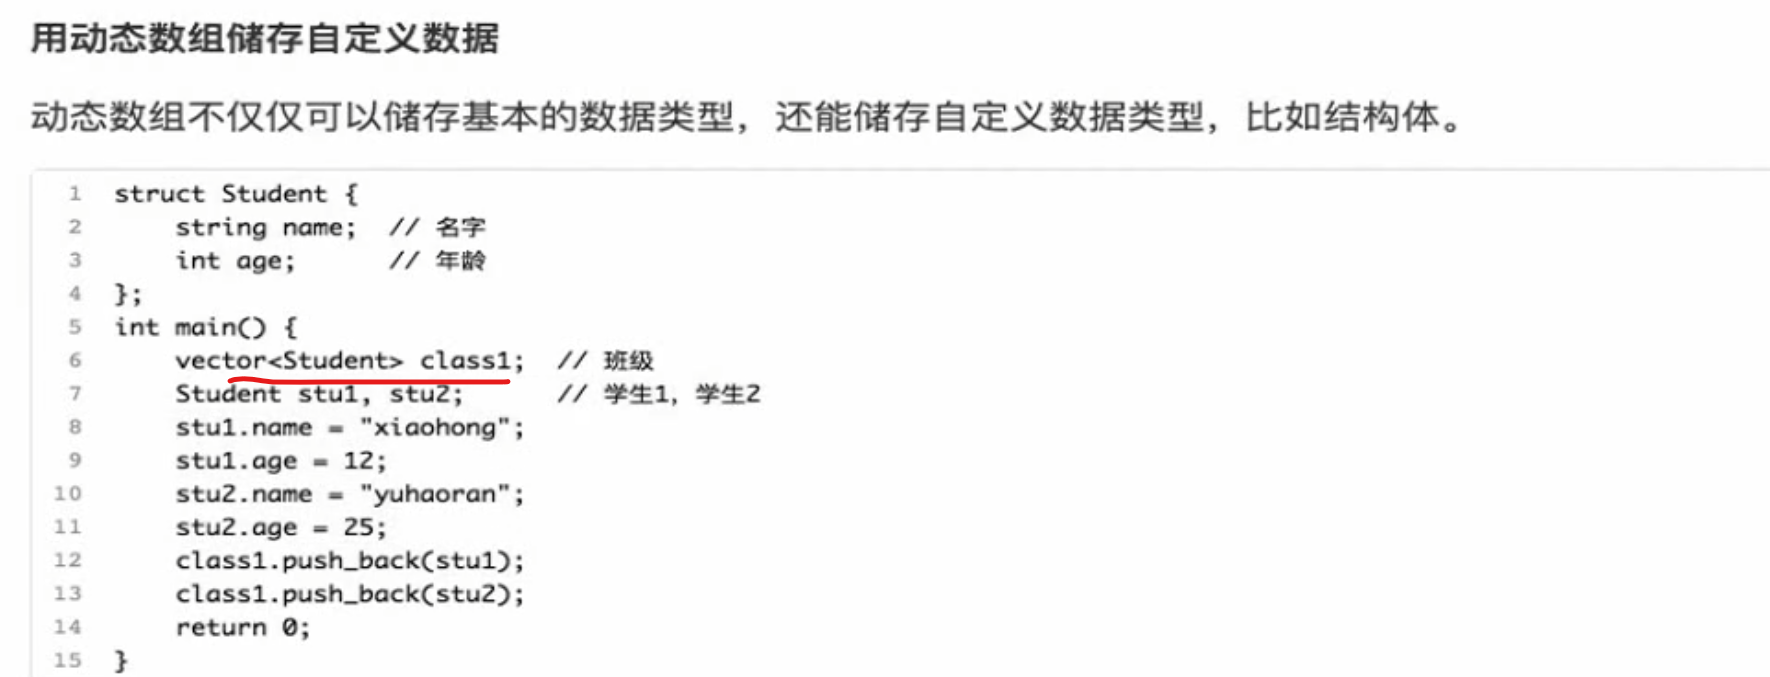 用动态数组储存自定义数据
动态数组不仅仅可以储存基本的数据类型，还能储存自定义数据类型，比如结构体。
1 struct Student {
2     string name;  // 名字
3     int age;      // 年龄
4 };
5 int main() {
6     vector<Student> class1;  // 班级
7     Student stu1, stu2;      // 学生1, 学生2
8     stu1.name = "xiaohong";
9     stu1.age = 12;
10     stu2.name = "yuhaoran";
11     stu2.age = 25;
12     class1.push_back(stu1);
13     class1.push_back(stu2);
14     return 0;
15 }